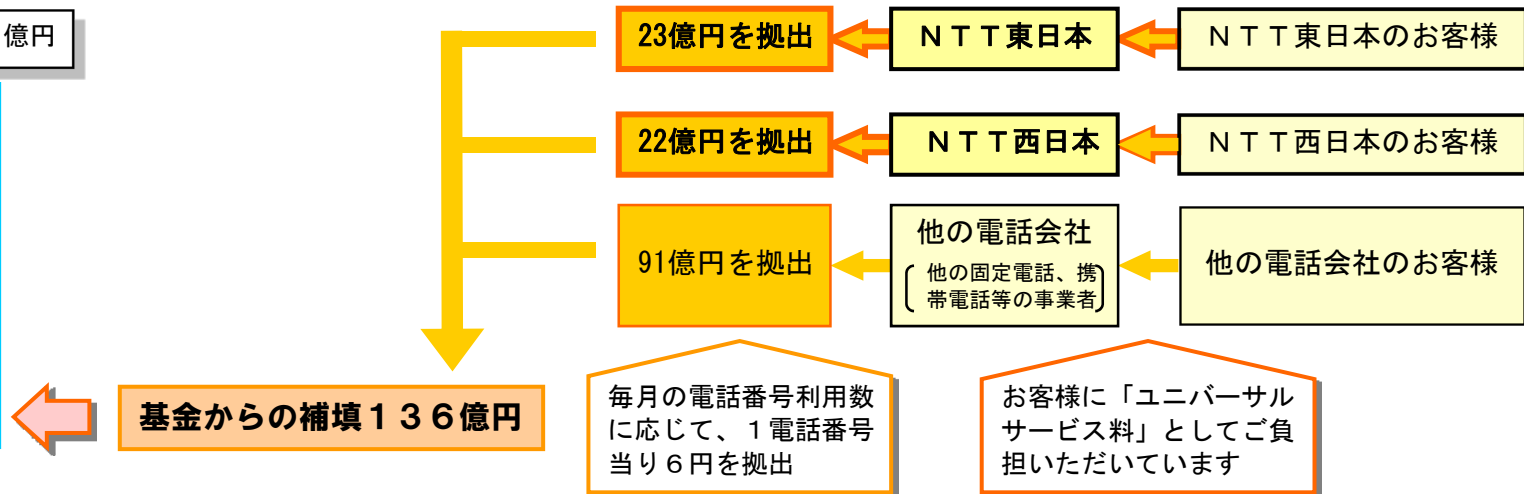 億円
23億円を拠出
ＮＴＴ東日本
ＮＴＴ東日本のお客様
22億円を拠出
ＮＴＴ西日本
ＮＴＴ西日本のお客様
91億円を拠出
他の電話会社
他の固定電話、携
帯電話等の事業者
他の電話会社のお客様
基金からの補填１３６億円
毎月の電話番号利用数
に応じて、１電話番号
当り６円を拠出
お客様に「ユニバーサル
サービス料」としてご負
担いただいています